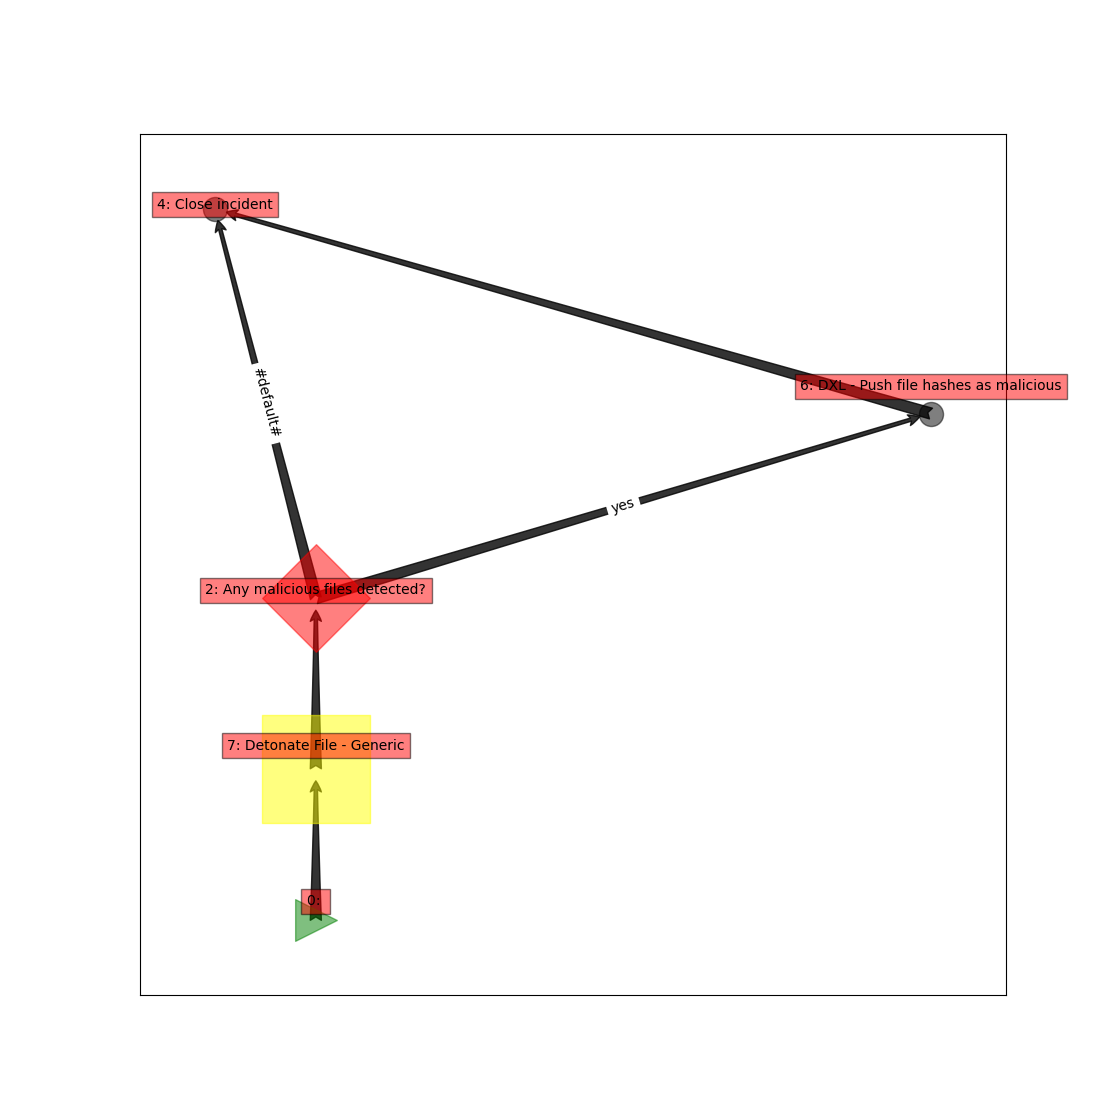 4: Close incident
6: DXL - Push file hashes as malicious
#default#
yes
2: Any malicious files detected?
7: Detonate File - Generic
0: